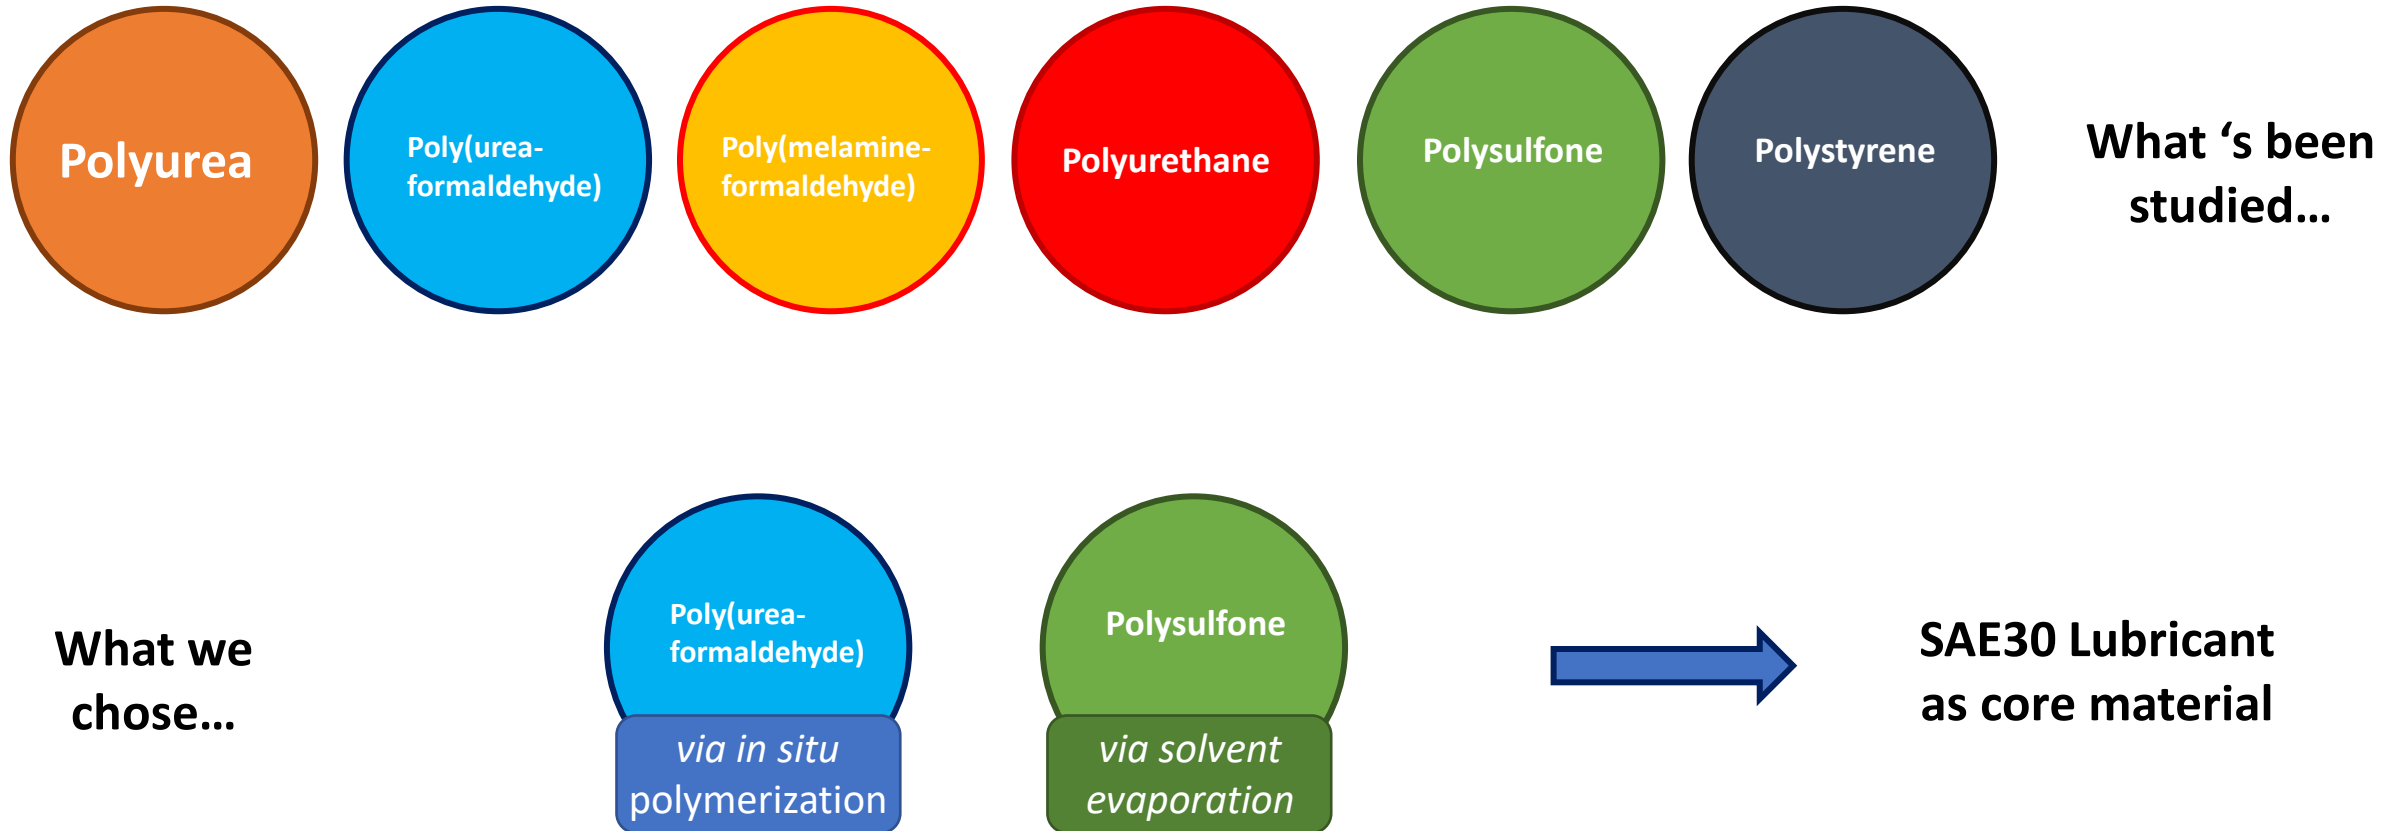 Polyurea
Poly(urea-
formaldehyde)
Poly(melamine-
formaldehyde)
Polyurethane
Polysulfone
Polystyrene
What ‘s been
studied…
What we
chose…
Poly(urea-
formaldehyde)
via in situ
polymerization
Polysulfone
via solvent
evaporation
SAE30 Lubricant
as core material